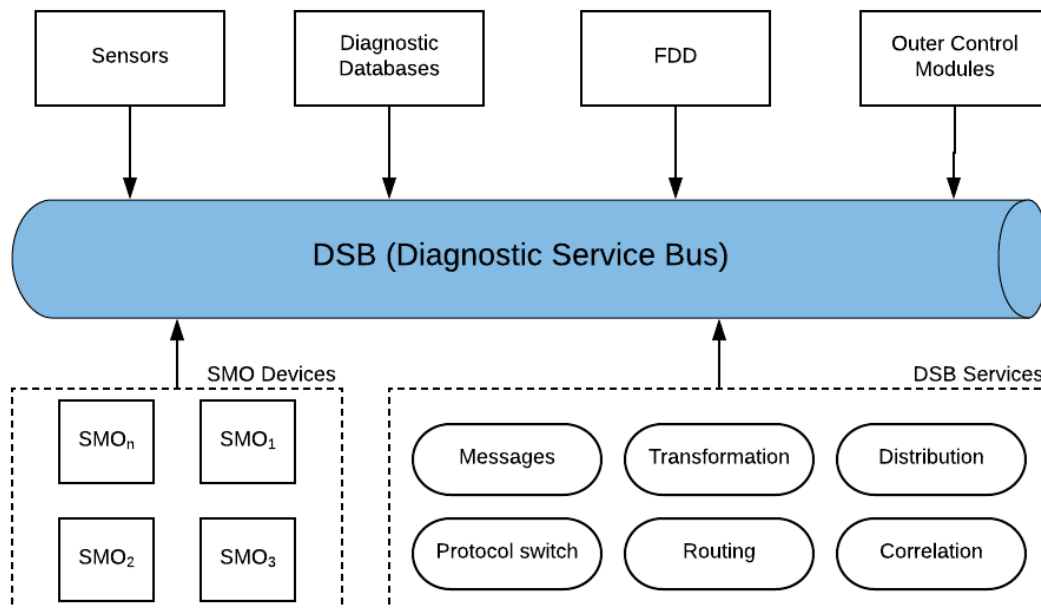 Sensors
Diagnostic
Databases
FDD
Outer Control
Modules
DSB (Diagnostic Service Bus)
SMO Devices
DSB Services
SMOn
SMO1
Messages
Transformation
Distribution
SMO2
SMO3
Protocol switch
Routing
Correlation